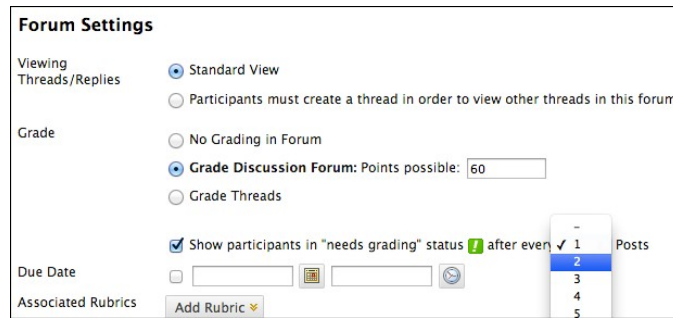 Forum Settings
Viewing
Threads/Replies
Standard View
Participants must create a thread in order to view other threads in this forum
Grade
No Grading in Forum
Grade Discussion Forum: Points possible: 60
Grade Threads
–
Show participants in "needs grading" status ! after every ✓ 1 Posts
2
Due Date
3
4
Associated Rubrics
Add Rubric
5